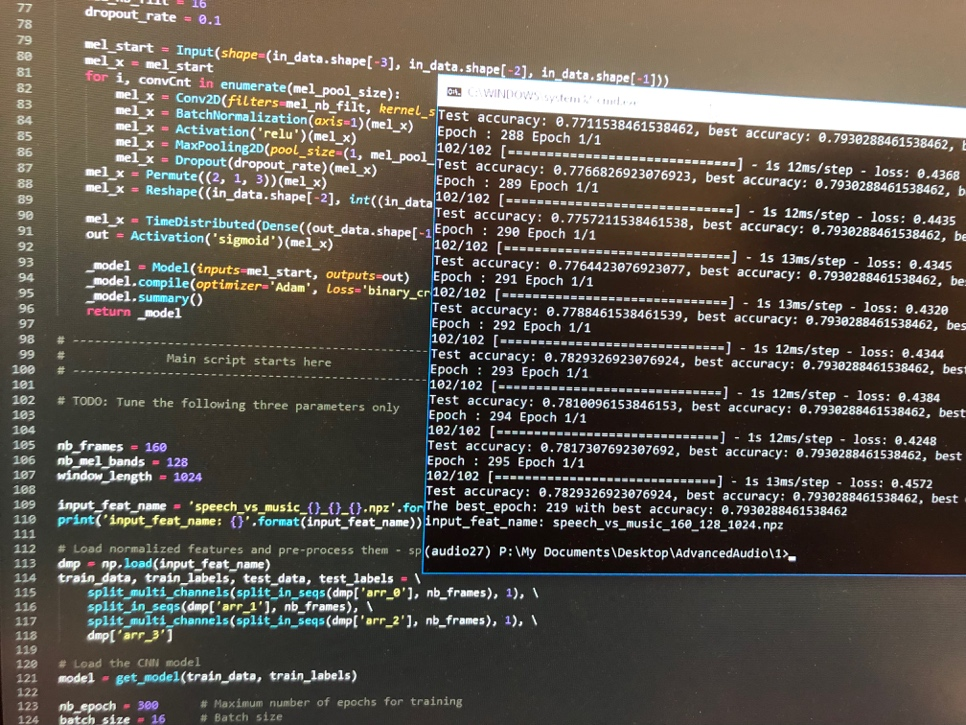 77
78 dropout_rate = 0.1
79
80 mel_start = Input(shape=(in_data.shape[-3], in_data.shape[-2], in_data.shape[-1]))
81 mel_x = mel_start
82 for i, convCnt in enumerate(mel_pool_size):
83 mel_x = Conv2D(filters=mel_nb_filt, kernel_s
84 mel_x = BatchNormalization(axis=1)(mel_x)
85 mel_x = Activation('relu')(mel_x)
86 mel_x = MaxPooling2D(pool_size=(1, mel_pool_
87 mel_x = Dropout(dropout_rate)(mel_x)
88 mel_x = Permute((2, 1, 3))(mel_x)
89 mel_x = Reshape((in_data.shape[-2], int((in_data
90
91 mel_x = TimeDistributed(Dense((out_data.shape[-1
92 out = Activation('sigmoid')(mel_x)
93
94 _model = Model(inputs=mel_start, outputs=out)
95 _model.compile(optimizer='Adam', loss='binary_cr
96 _model.summary()
97 return _model
98 # -------------------------------------------------
99 # Main script starts here
100 # -------------------------------------------------
101
102 # TODO: Tune the following three parameters only
103
104
105 nb_frames = 160
106 nb_mel_bands = 128
107 window_length = 1024
108
109 input_feat_name = 'speech_vs_music_{}_{}_{}.npz'.for
110 print('input_feat_name: {}'.format(input_feat_name))
111
112 # Load normalized features and pre-process them - sp
113 dmp = np.load(input_feat_name)
114 train_data, train_labels, test_data, test_labels = \
115 split_multi_channels(split_in_seqs(dmp['arr_0'], nb_frames), 1), \
116 split_in_seqs(dmp['arr_1'], nb_frames), \
117 split_multi_channels(split_in_seqs(dmp['arr_2'], nb_frames), 1), \
118 dmp['arr_3']
119
120 # Load the CNN model
121 model = get_model(train_data, train_labels)
122
123 nb_epoch = 300 # Maximum number of epochs for training
124 batch_size = 16 # Batch size
C:\WINDOWS\system32\cmd.exe
Test accuracy: 0.7711538461538462, best accuracy: 0.7930288461538462, b
Epoch : 288 Epoch 1/1
102/102 [==============================] - 1s 12ms/step - loss: 0.4368
Test accuracy: 0.7766826923076923, best accuracy: 0.7930288461538462, b
Epoch : 289 Epoch 1/1
102/102 [==============================] - 1s 12ms/step - loss: 0.4435
Test accuracy: 0.7757211538461538, best accuracy: 0.7930288461538462, be
Epoch : 290 Epoch 1/1
102/102 [==============================] - 1s 13ms/step - loss: 0.4345
Test accuracy: 0.7764423076923077, best accuracy: 0.7930288461538462, be
Epoch : 291 Epoch 1/1
102/102 [==============================] - 1s 13ms/step - loss: 0.4320
Test accuracy: 0.7788461538461539, best accuracy: 0.7930288461538462, be
Epoch : 292 Epoch 1/1
102/102 [==============================] - 1s 12ms/step - loss: 0.4344
Test accuracy: 0.7829326923076924, best accuracy: 0.7930288461538462, be
Epoch : 293 Epoch 1/1
102/102 [==============================] - 1s 12ms/step - loss: 0.4384
Test accuracy: 0.7810096153846153, best accuracy: 0.7930288461538462, bes
Epoch : 294 Epoch 1/1
102/102 [==============================] - 1s 12ms/step - loss: 0.4248
Test accuracy: 0.7817307692307692, best accuracy: 0.7930288461538462, bes
Epoch : 295 Epoch 1/1
102/102 [==============================] - 1s 13ms/step - loss: 0.4572
Test accuracy: 0.7829326923076924, best accuracy: 0.7930288461538462, bes
The best_epoch: 219 with best accuracy: 0.7930288461538462
input_feat_name: speech_vs_music_160_128_1024.npz
(audio27) P:\My Documents\Desktop\AdvancedAudio\1>